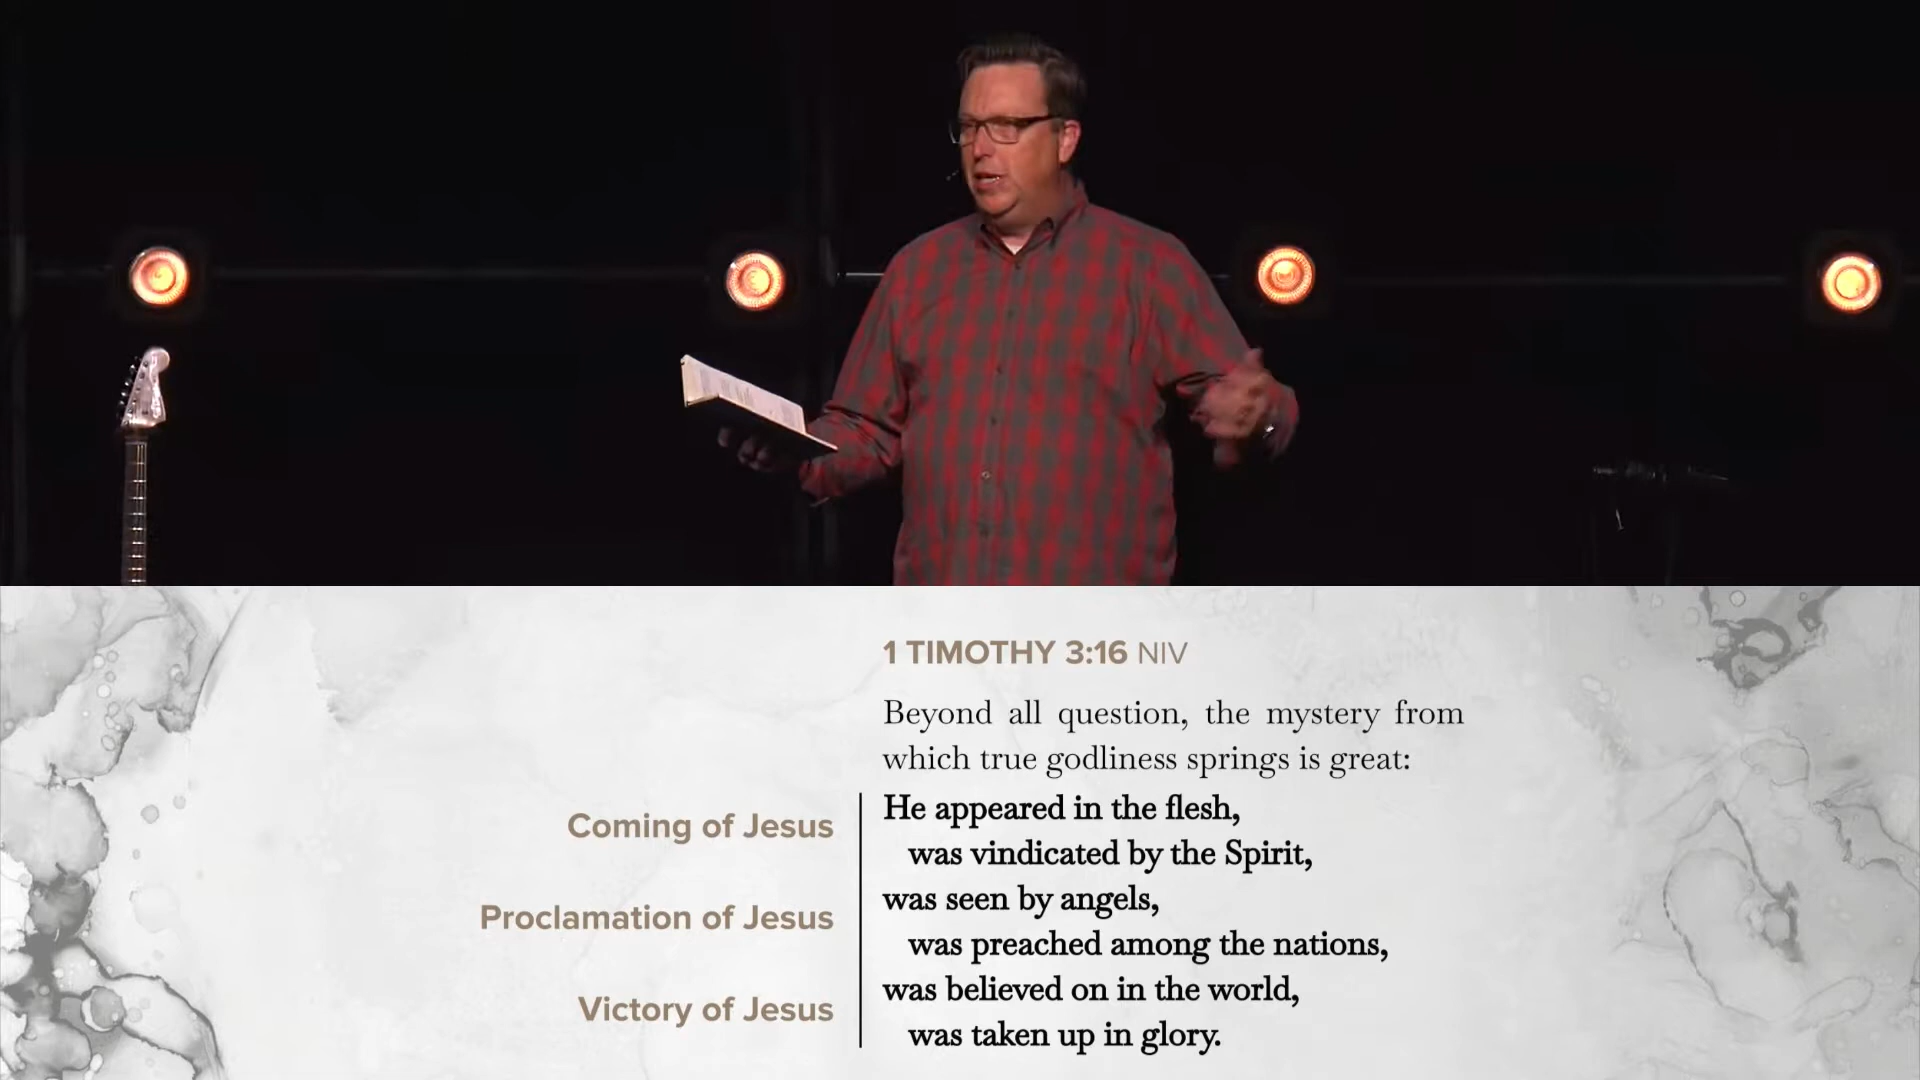 1 TIMOTHY 3:16 NIV
Beyond all question, the mystery from
which true godliness springs is great:
Coming of Jesus
He appeared in the flesh,
was vindicated by the Spirit,
Proclamation of Jesus
was seen by angels,
was preached among the nations,
Victory of Jesus
was believed on in the world,
was taken up in glory.